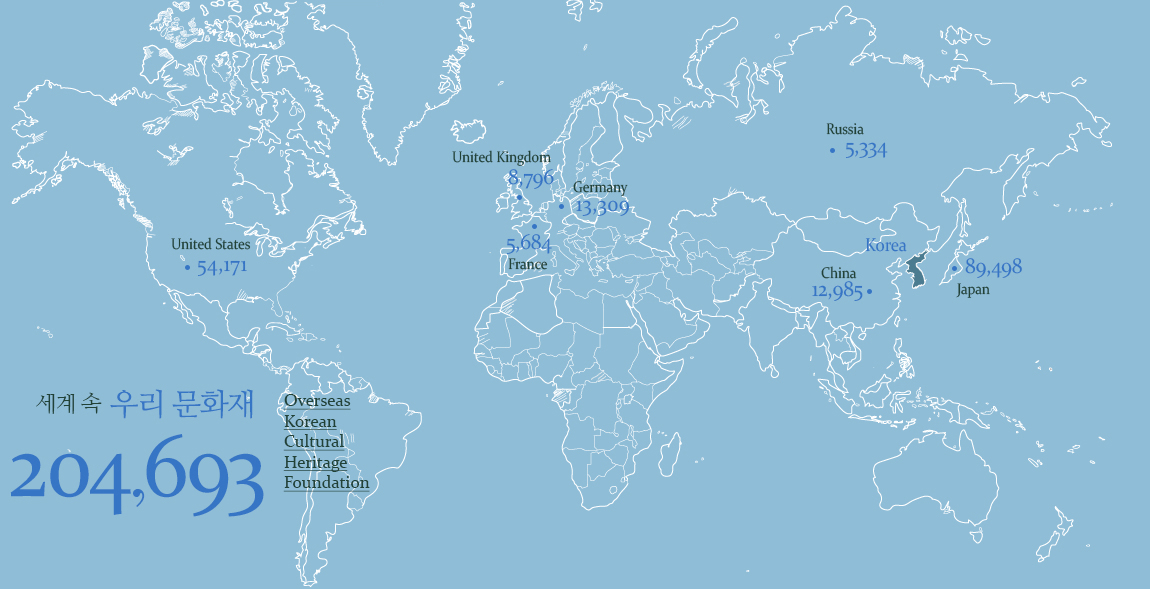 Russia
5,334
United Kingdom
8,796
Germany
13,309
5,684
France
United States
54,171
Korea
China
12,985
89,498
Japan
세계 속 우리 문화재
204,693
Overseas
Korean
Cultural
Heritage
Foundation